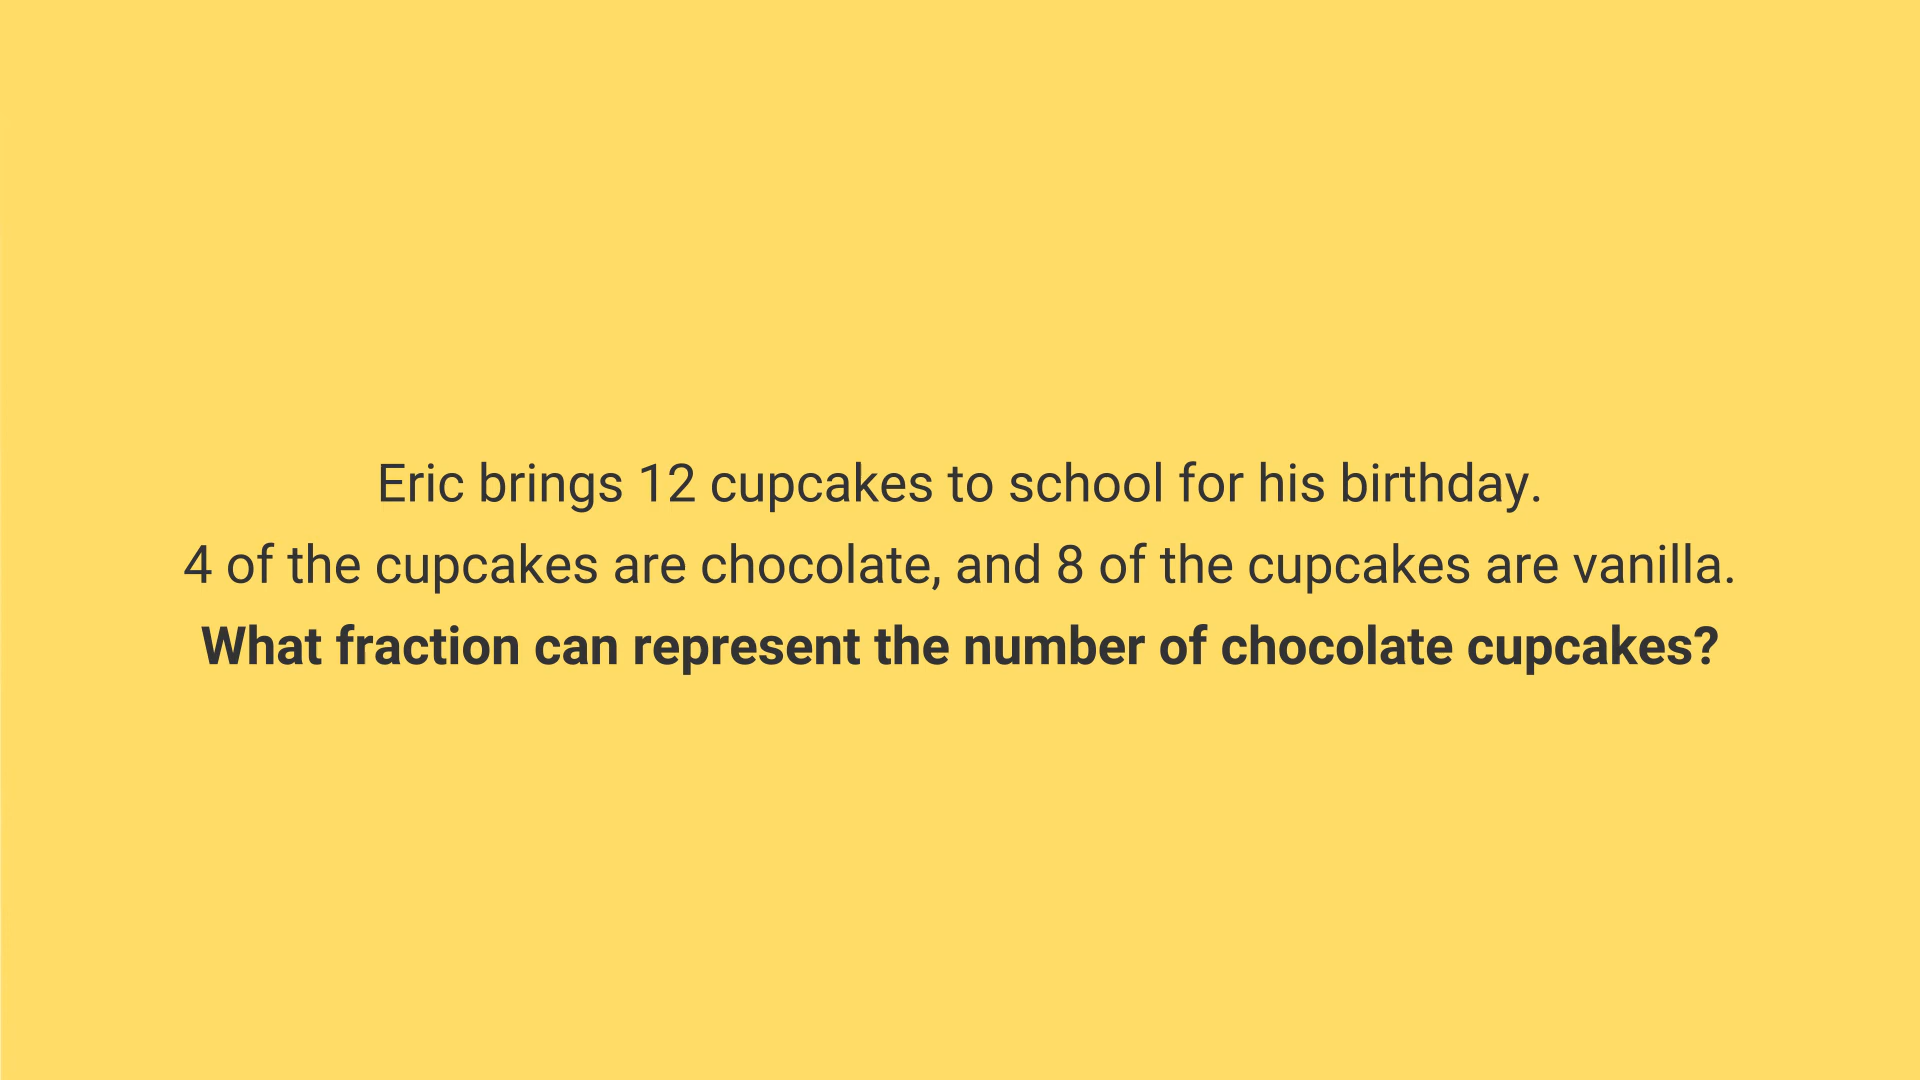 Eric brings 12 cupcakes to school for his birthday.
4 of the cupcakes are chocolate, and 8 of the cupcakes are vanilla.
What fraction can represent the number of chocolate cupcakes?